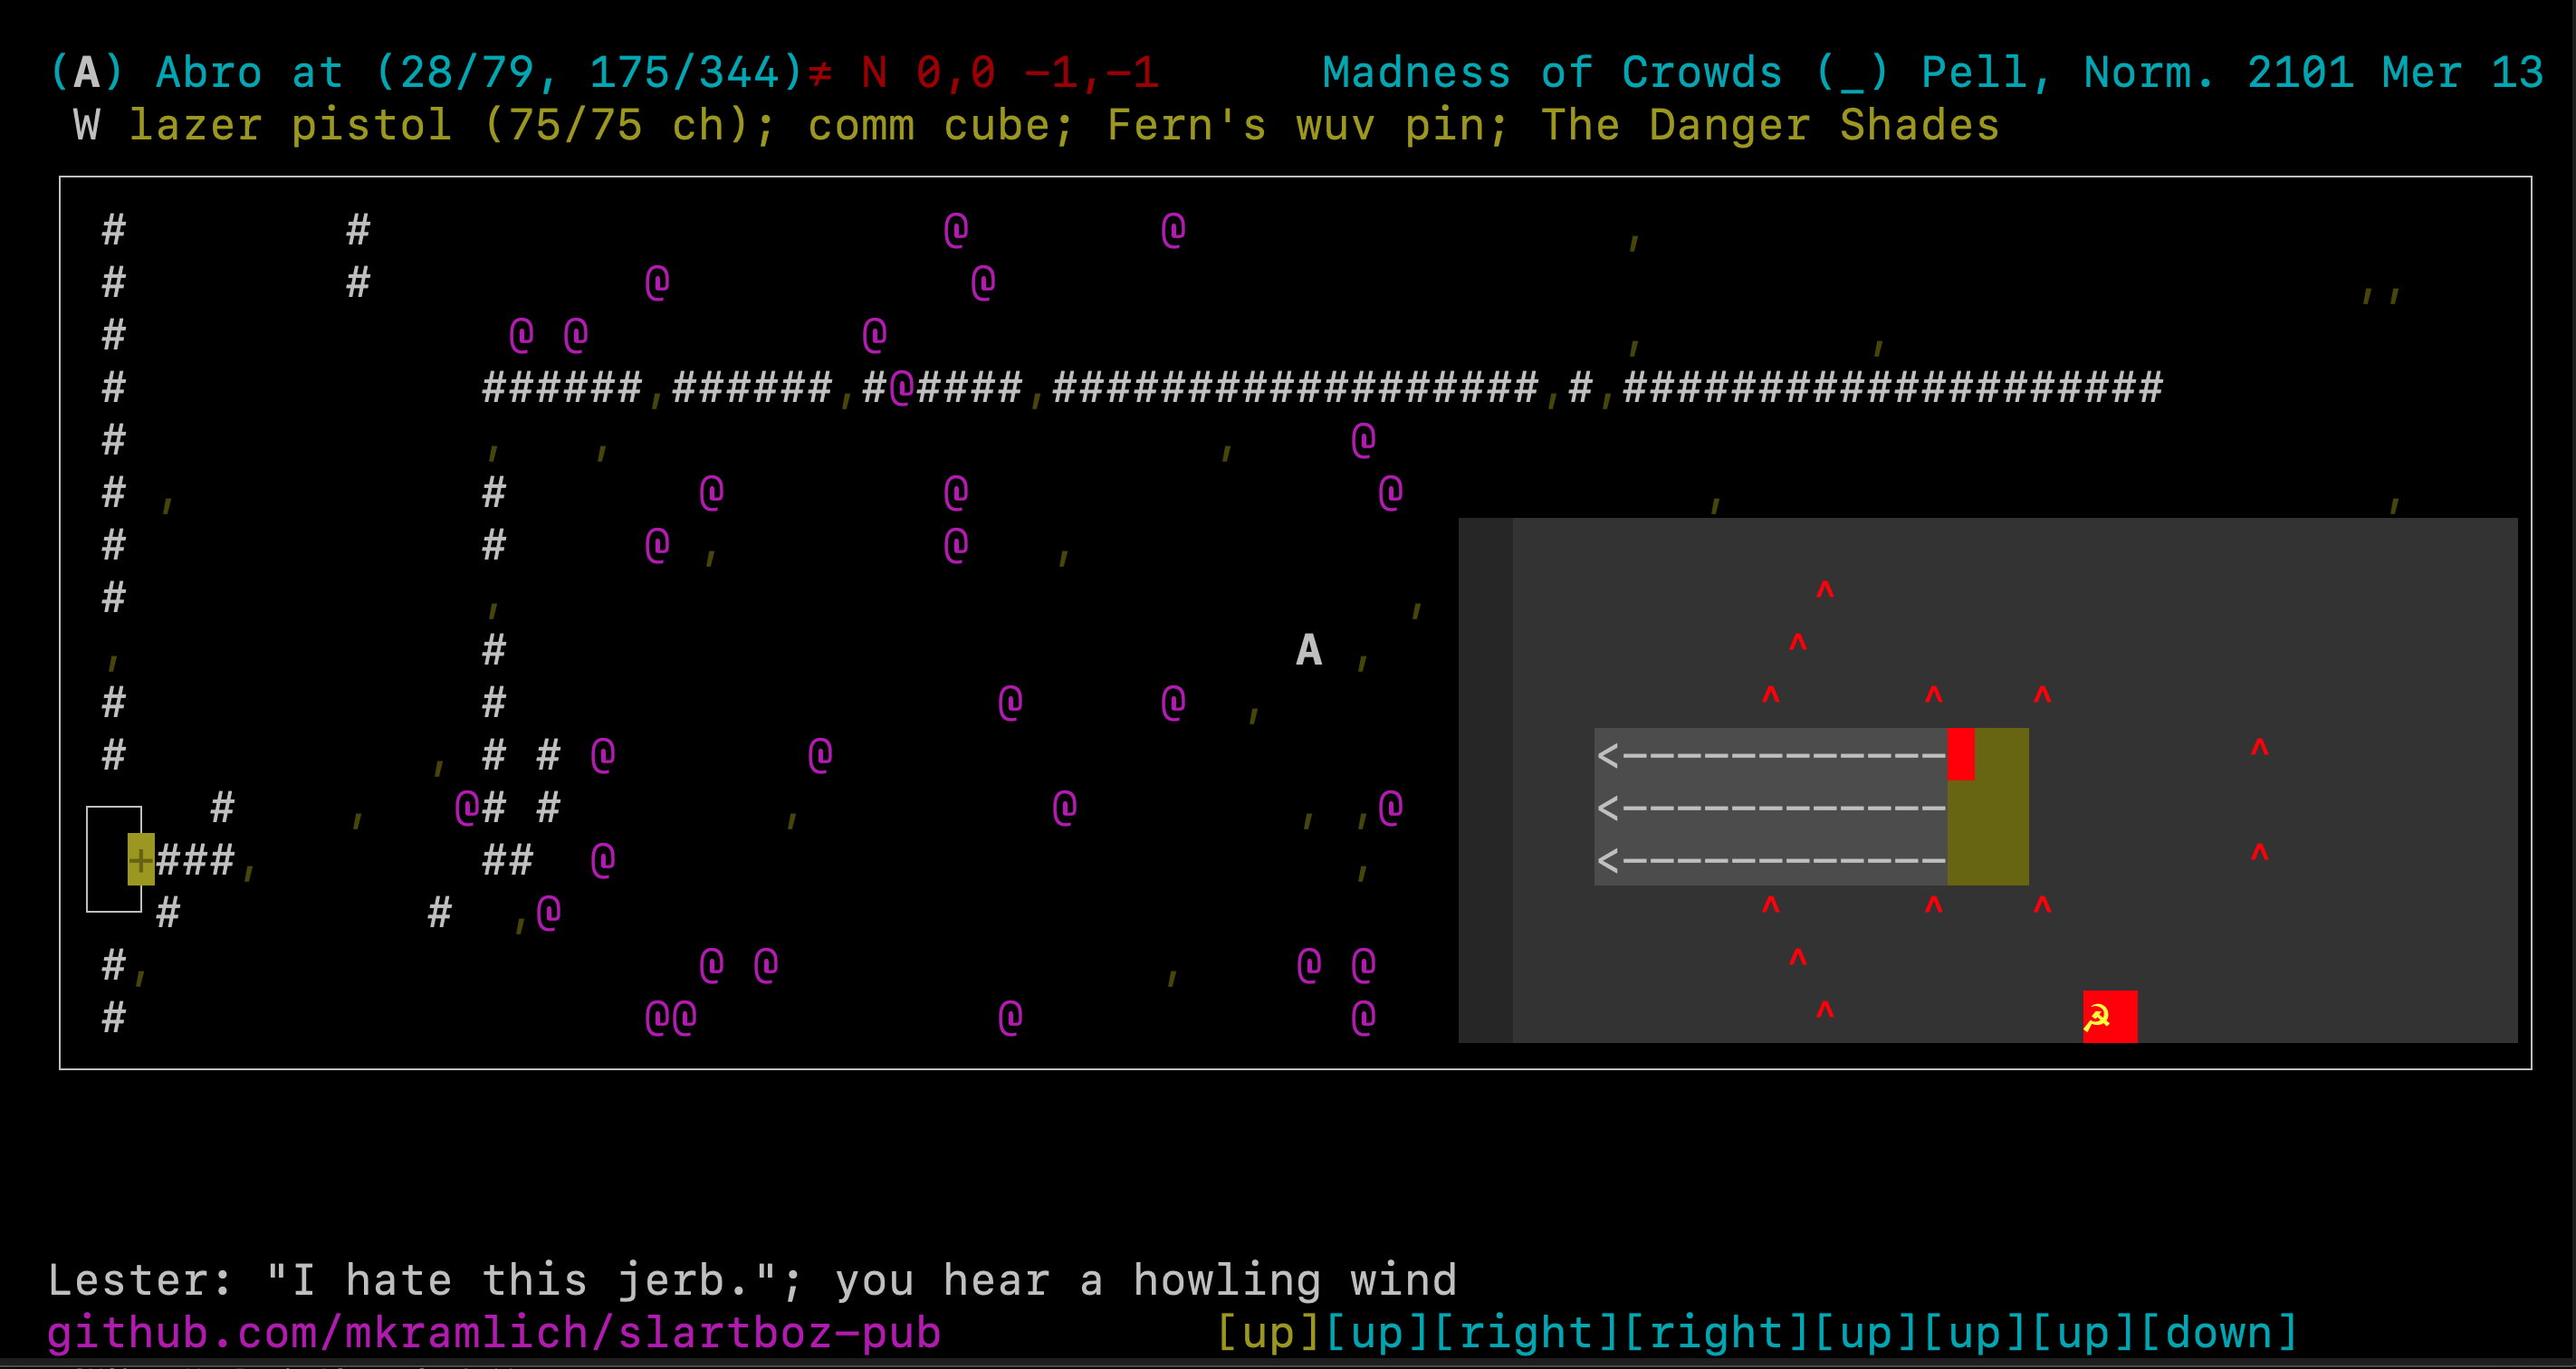 (A) Abro at (28/79, 175/344)≠ N 0,0 -1,-1 Madness of Crowds (_) Pell, Norm. 2101 Mer 13
W lazer pistol (75/75 ch); comm cube; Fern's wuv pin; The Danger Shades
# # @ @ ,
# # @ @ ,,
# @ @ @ , ,
# ######,######,#@####,##################,#,####################
# , , , @
# , # @ @ @ , ,
# # @ , @ ,
# , , ^
, # A , ^
# # @ @ , ^ ^ ^
# , # # @ @ <------------ ^
# , @# # , @ , ,@ <------------
+###, ## @ , <------------ ^
# # ,@ ^ ^ ^
#, @ @ , @ @ ^
# @@ @ @ ^ ☭
Lester: "I hate this jerb."; you hear a howling wind
github.com/mkramlich/slartboz-pub [up][up][right][right][up][up][up][down]